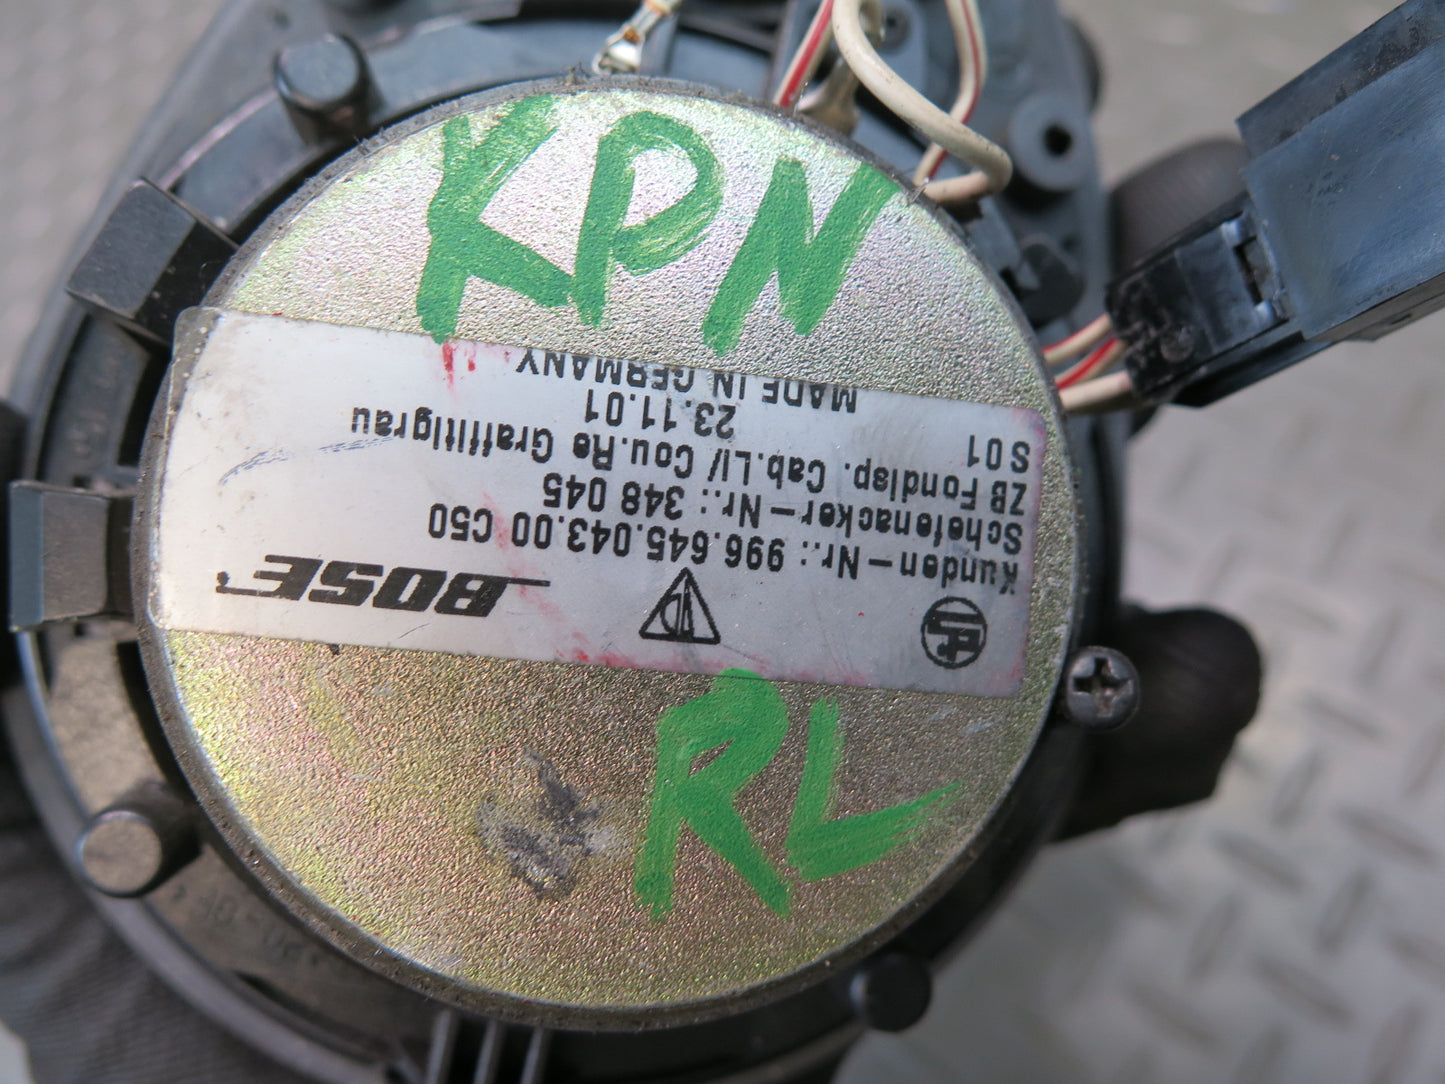 KPN
BOSE
Kunden-Nr.: 996.645.043.00 C50
Schefenacker-Nr.: 348 045
ZB Fondlsp. Cab.Li/ Cou.Re Graffitigrau
S01 23.11.01
MADE IN GERMANY
RL